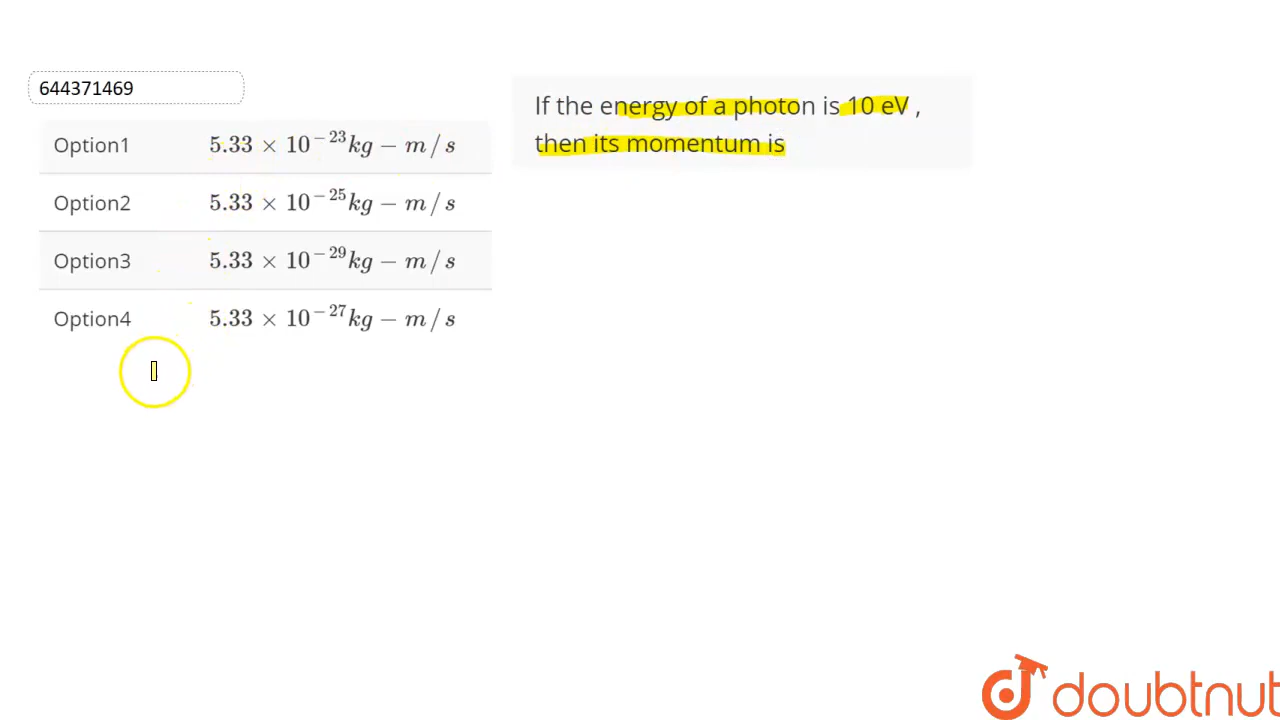 644371469
Option1 5.33 × 10⁻²³ kg − m/s
Option2 5.33 × 10⁻²⁵ kg − m/s
Option3 5.33 × 10⁻²⁹ kg − m/s
Option4 5.33 × 10⁻²⁷ kg − m/s
If the energy of a photon is 10 eV ,
then its momentum is
doubtnut